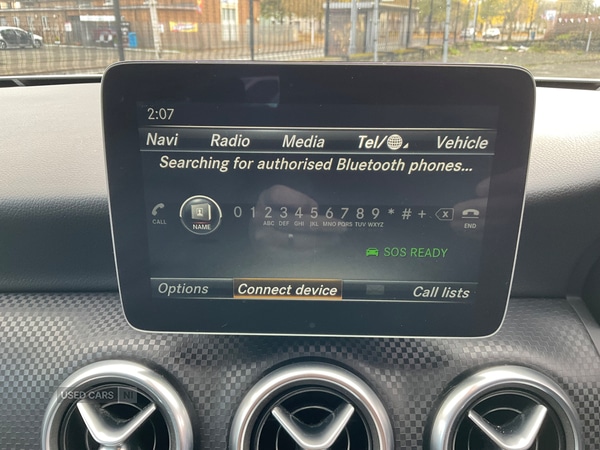 2:07
Navi Radio Media Tel/ Vehicle
Searching for authorised Bluetooth phones...
CALL NAME 0 1 2 3 4 5 6 7 8 9 * # + END
ABC DEF GHI JKL MNO PQRS TUV WXYZ
SOS READY
Options Connect device Call lists
USED CARS NI